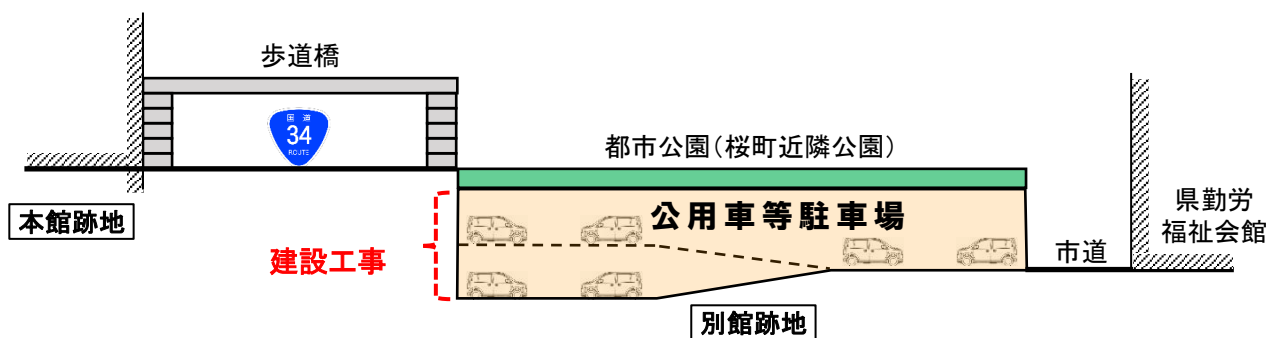 歩道橋
国道
34
ROUTE
都市公園(桜町近隣公園)
公用車等駐車場
県勤労
福祉会館
本館跡地
建設工事
市道
別館跡地